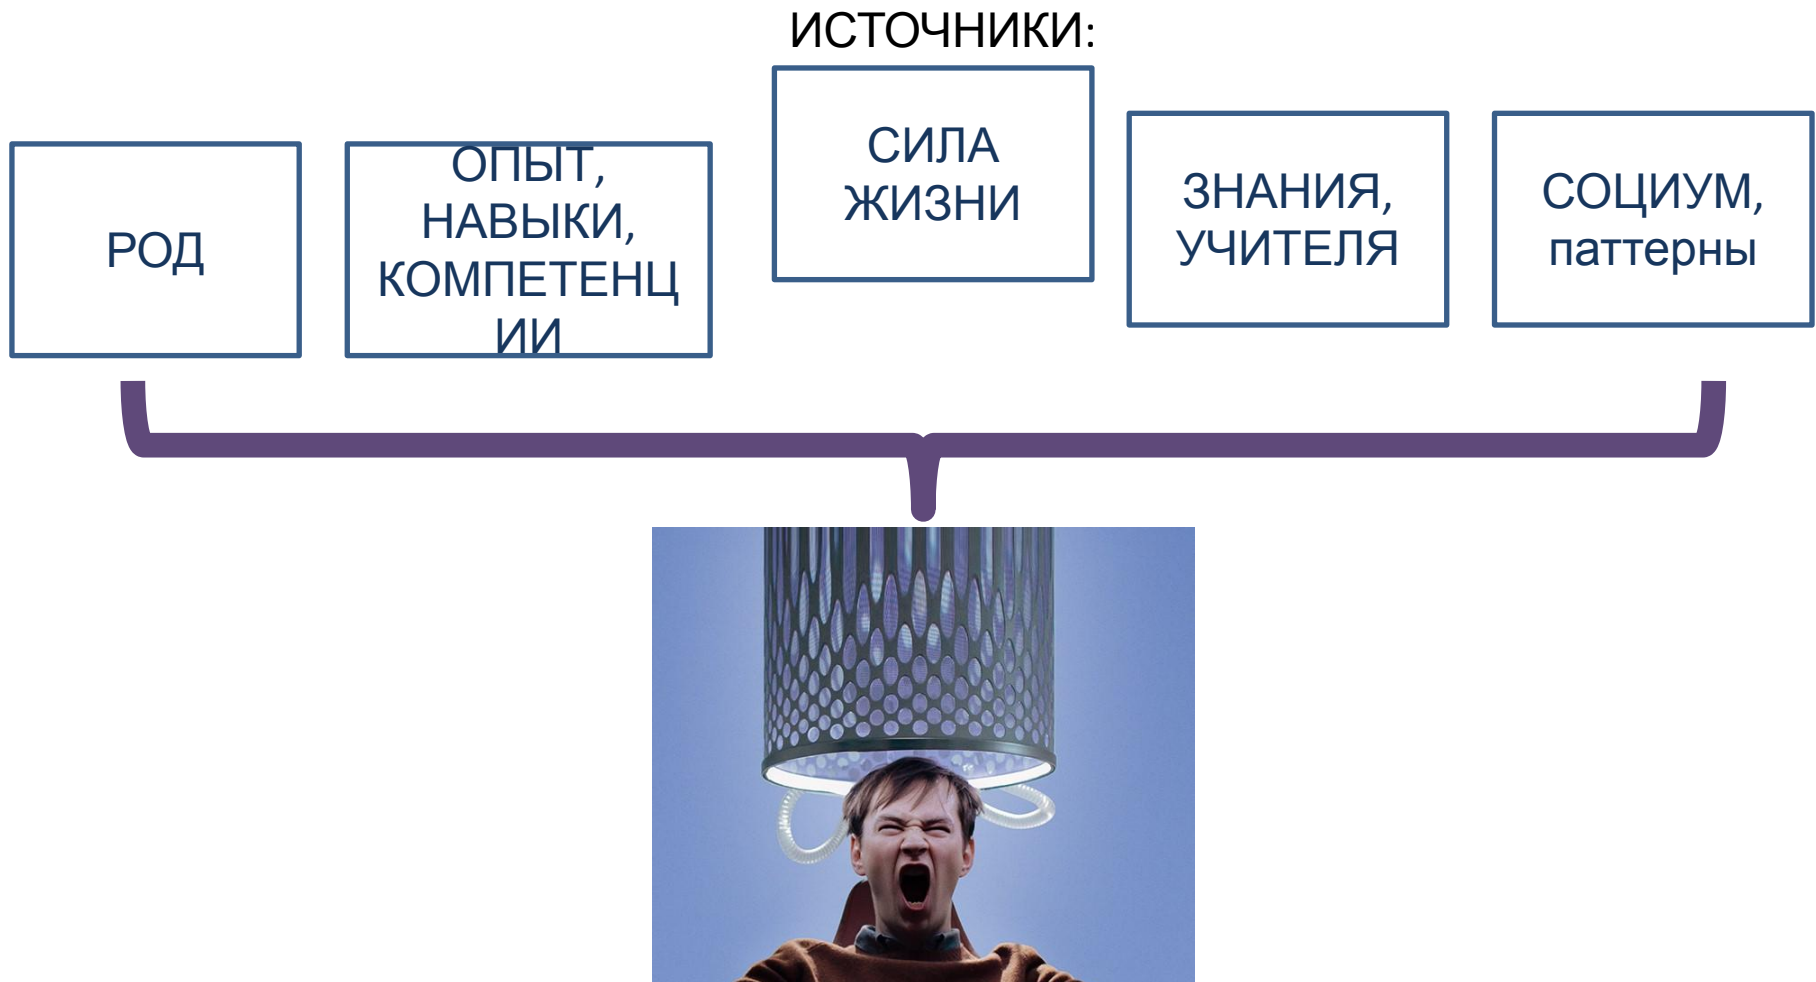 ИСТОЧНИКИ:
РОД
ОПЫТ,
НАВЫКИ,
КОМПЕТЕНЦ
ИИ
СИЛА
ЖИЗНИ
ЗНАНИЯ,
УЧИТЕЛЯ
СОЦИУМ,
паттерны